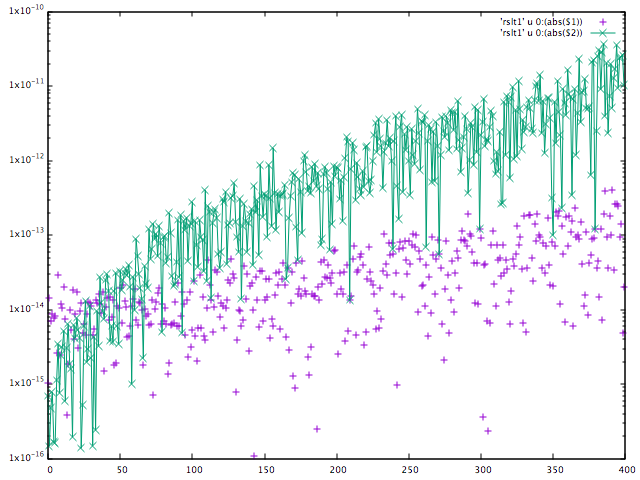 1x10⁻¹⁰
'rslt1' u 0:(abs($1))
'rslt1' u 0:(abs($2))
1x10⁻¹¹
1x10⁻¹²
1x10⁻¹³
1x10⁻¹⁴
1x10⁻¹⁵
1x10⁻¹⁶
0 50 100 150 200 250 300 350 400